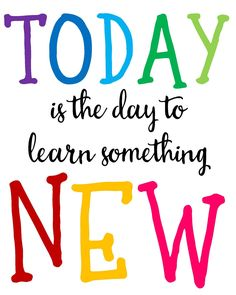 TODAY
is the day to
learn something
NEW